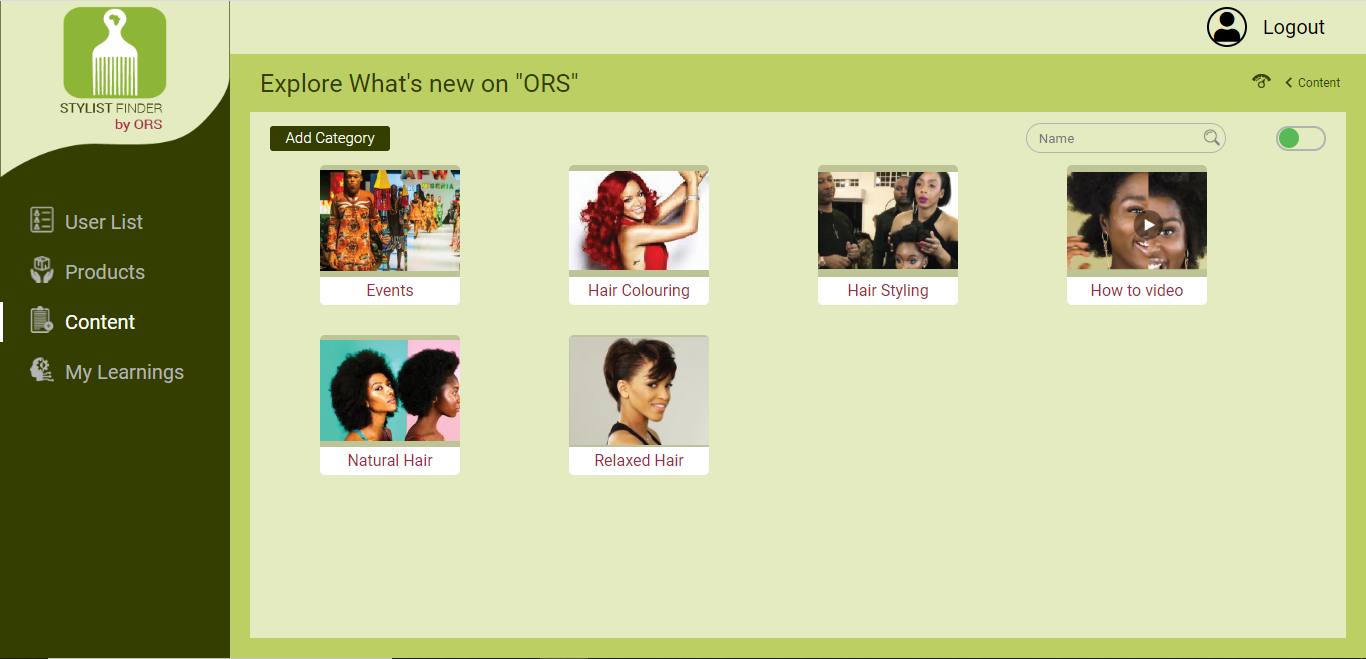 STYLIST FINDER
by ORS
Logout
Explore What's new on "ORS"
Content
Add Category
Name
User List
Products
Content
My Learnings
Events
Hair Colouring
Hair Styling
How to video
Natural Hair
Relaxed Hair